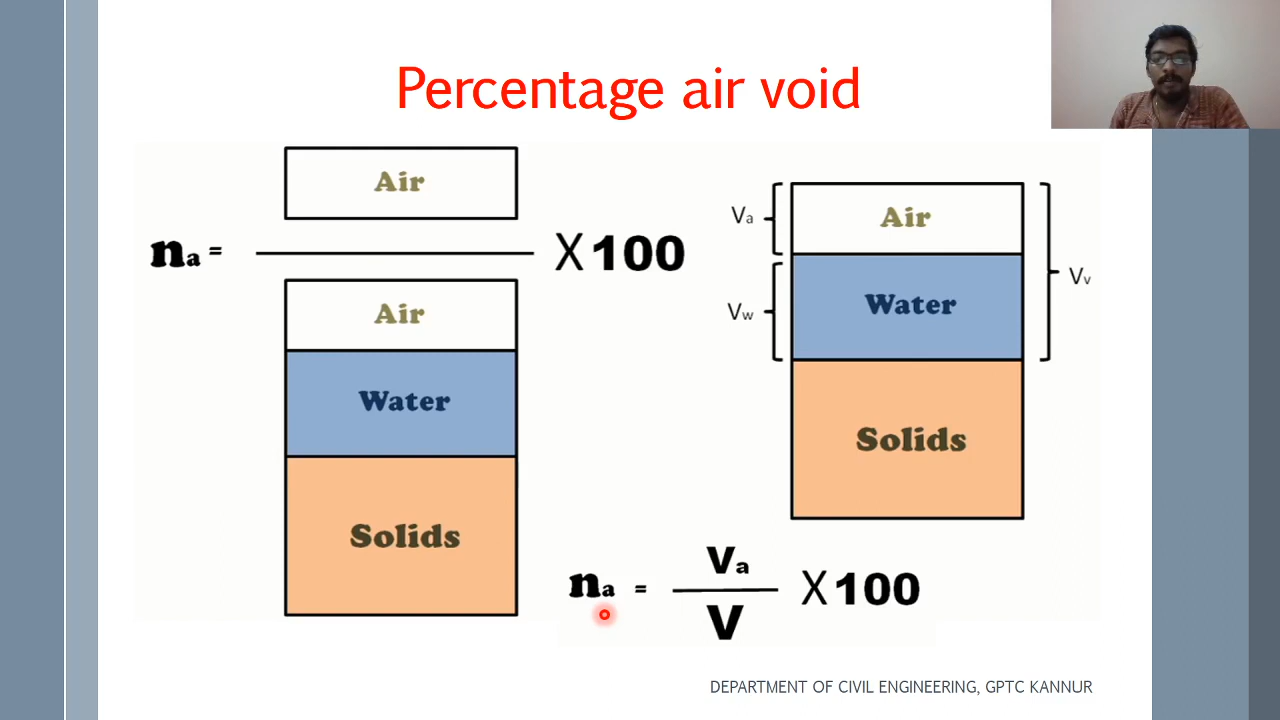 Percentage air void
Air
nₐ = X 100
Air
Water
Solids
Vₐ
Air
V_w
Water
Vᵥ
Solids
nₐ = Vₐ / V X 100
DEPARTMENT OF CIVIL ENGINEERING, GPTC KANNUR